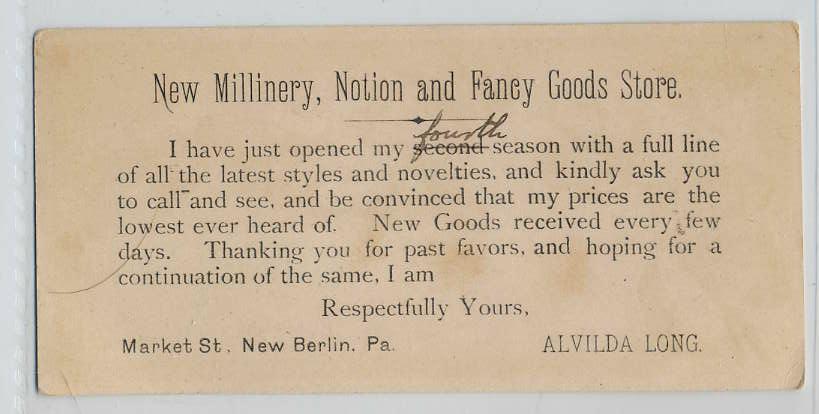 New Millinery, Notion and Fancy Goods Store.
fourth
I have just opened my second season with a full line
of all the latest styles and novelties, and kindly ask you
to call and see, and be convinced that my prices are the
lowest ever heard of. New Goods received every few
days. Thanking you for past favors, and hoping for a
continuation of the same, I am
Respectfully Yours,
Market St., New Berlin, Pa. ALVILDA LONG.